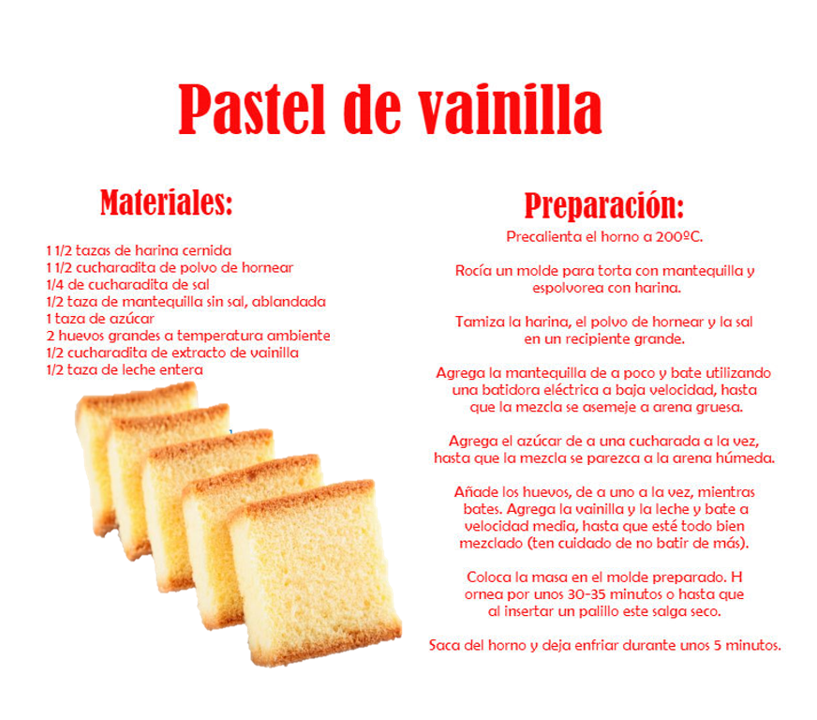 Pastel de vainilla
Materiales:
1 1/2 tazas de harina cernida
1 1/2 cucharadita de polvo de hornear
1/4 de cucharadita de sal
1/2 taza de mantequilla sin sal, ablandada
1 taza de azúcar
2 huevos grandes a temperatura ambiente
1/2 cucharadita de extracto de vainilla
1/2 taza de leche entera
1
Preparación:
Precalienta el horno a 200ºC.
Rocía un molde para torta con mantequilla y
espolvorea con harina.
Tamiza la harina, el polvo de hornear y la sal
en un recipiente grande.
Agrega la mantequilla de a poco y bate utilizando
una batidora eléctrica a baja velocidad, hasta
que la mezcla se asemeje a arena gruesa.
Agrega el azúcar de a una cucharada a la vez,
hasta que la mezcla se parezca a la arena húmeda.
Añade los huevos, de a uno a la vez, mientras
bates. Agrega la vainilla y la leche y bate a
velocidad media, hasta que esté todo bien
mezclado (ten cuidado de no batir de más).
Coloca la masa en el molde preparado. H
ornea por unos 30-35 minutos o hasta que
al insertar un palillo este salga seco.
Saca del horno y deja enfriar durante unos 5 minutos.